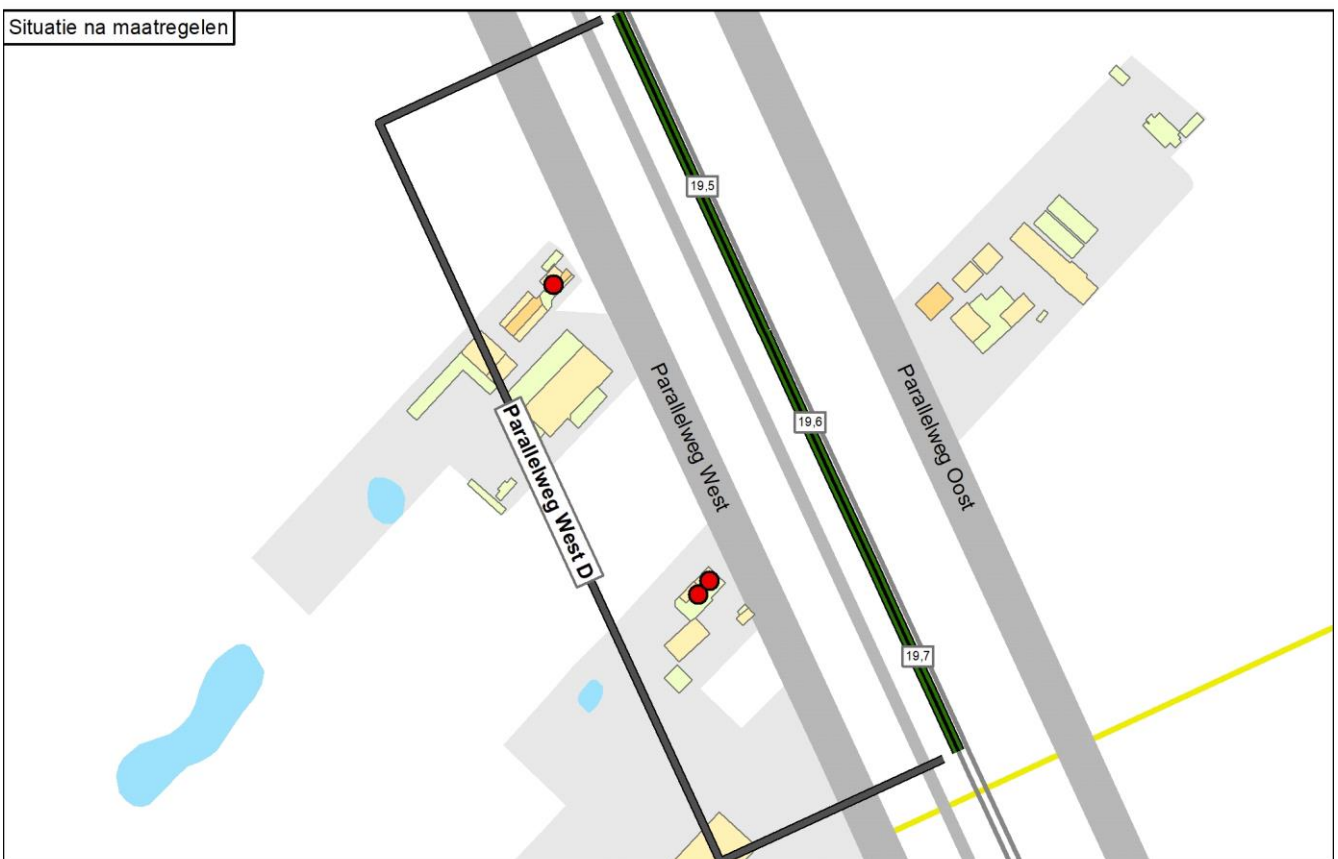 Situatie na maatregelen
19,5
Parallelweg West
19,6
Parallelweg Oost
Parallelweg West D
19,7